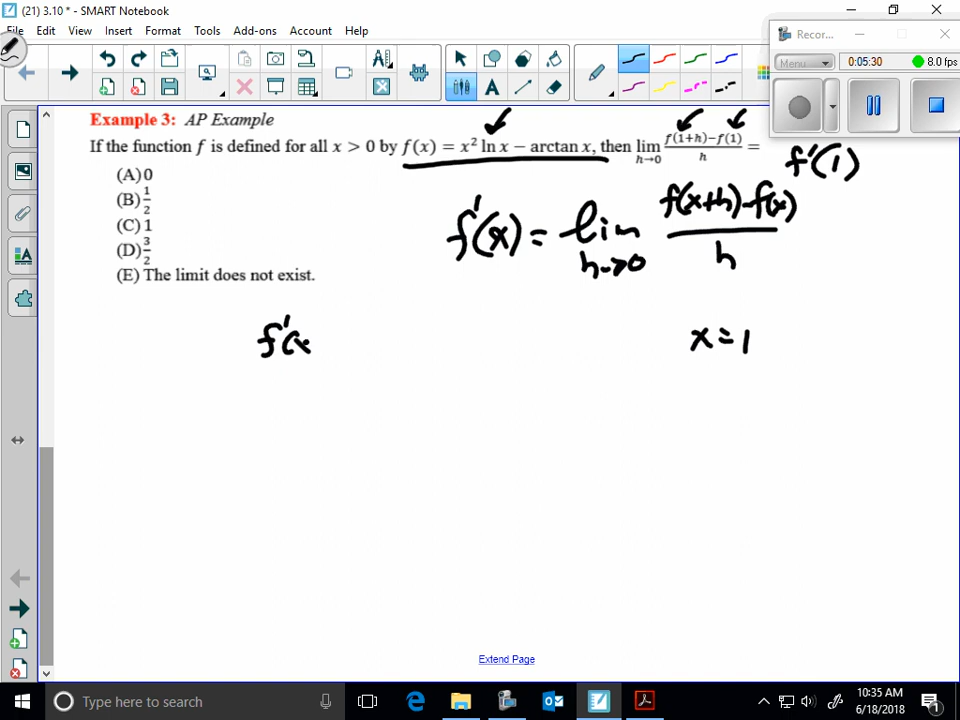 (21) 3.10 * - SMART Notebook
File Edit View Insert Format Tools Add-ons Account Help
Recor...
Menu 00:05:30 8.0 fps
Example 3: AP Example
If the function f is defined for all x > 0 by f(x) = x² ln x − arctan x, then lim h→0 f(1+h)−f(1) / h =
f'(1)
(A) 0
(B) 1/2
(C) 1
(D) 3/2
(E) The limit does not exist.
f'(x) = lim h->0 f(x+h)-f(x) / h
f'(x
x=1
Extend Page
Type here to search
10:35 AM
6/18/2018
1